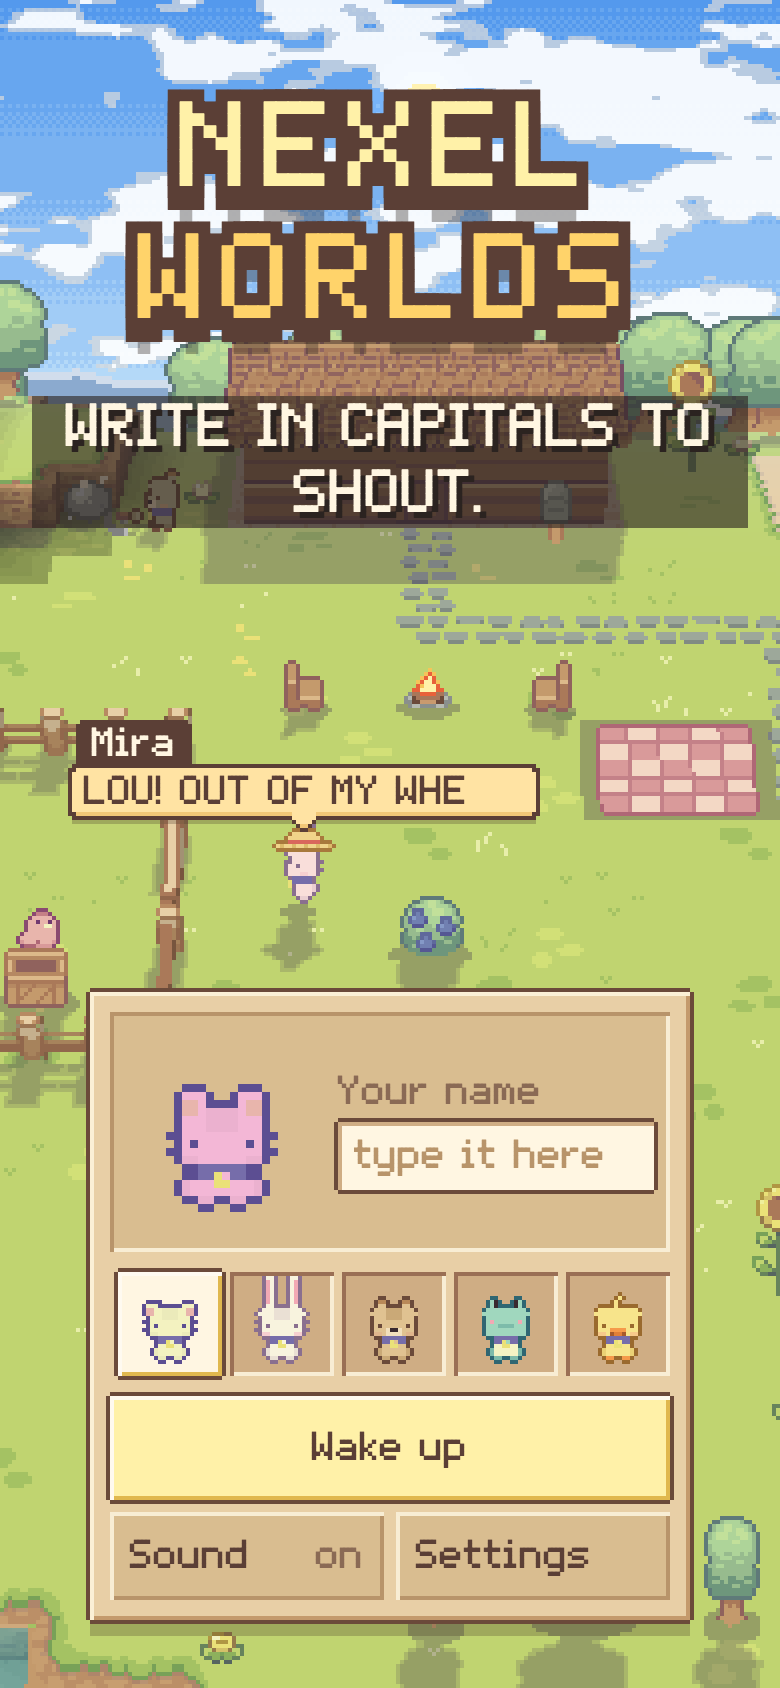 NEXEL
WORLDS
WRITE IN CAPITALS TO
SHOUT.
Mira
LOU! OUT OF MY WHE
Your name
type it here
Wake up
Sound on
Settings